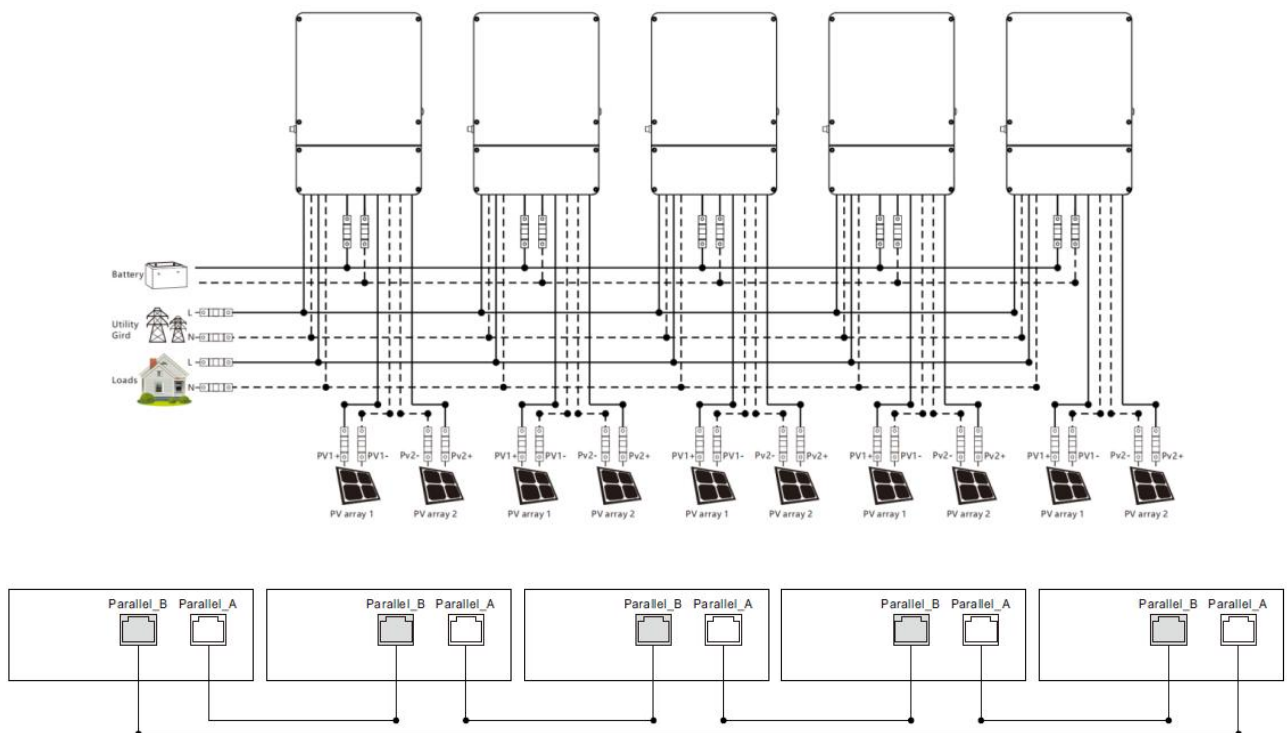 Battery
L
Utility
Gird
N
L
Loads
N
PV1+ PV1- Pv2- Pv2+ PV1+ PV1- Pv2- Pv2+ PV1+ PV1- Pv2- Pv2+ PV1+ PV1- Pv2- Pv2+ PV1+ PV1- Pv2- Pv2+
PV array 1 PV array 2 PV array 1 PV array 2 PV array 1 PV array 2 PV array 1 PV array 2 PV array 1 PV array 2
Parallel_B Parallel_A Parallel_B Parallel_A Parallel_B Parallel_A Parallel_B Parallel_A Parallel_B Parallel_A